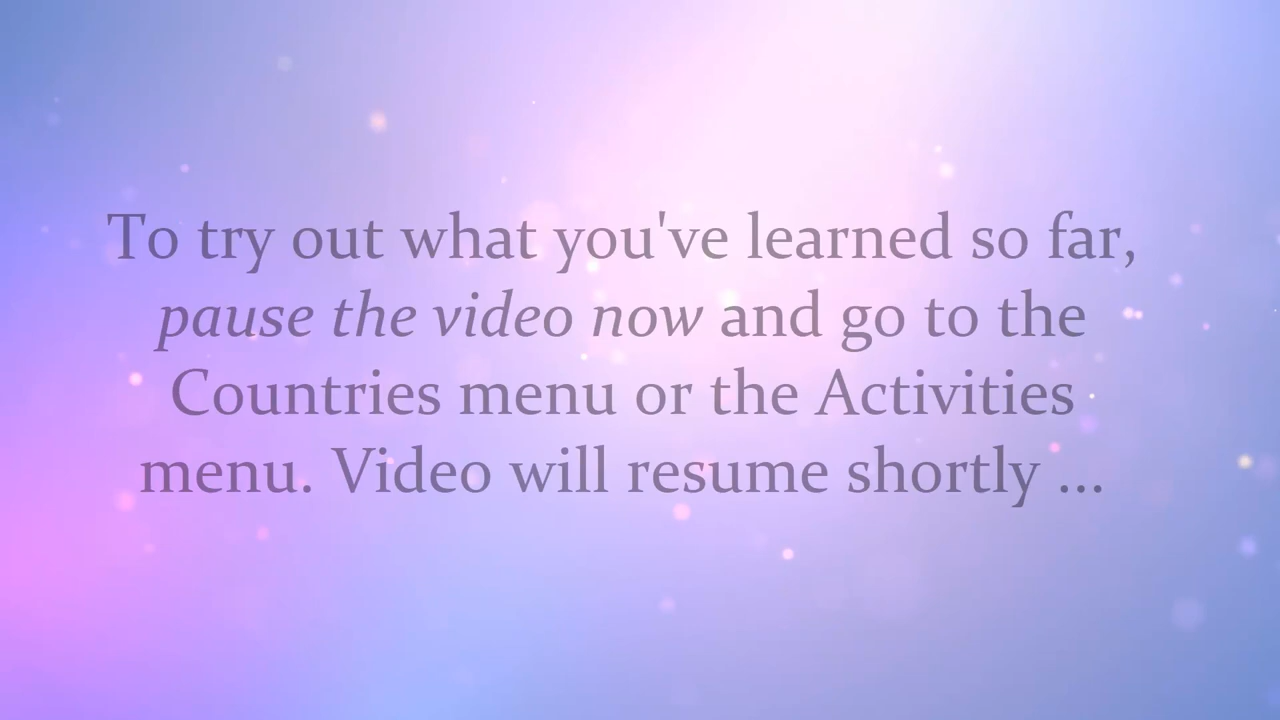 To try out what you've learned so far,
pause the video now and go to the
Countries menu or the Activities
menu. Video will resume shortly ...